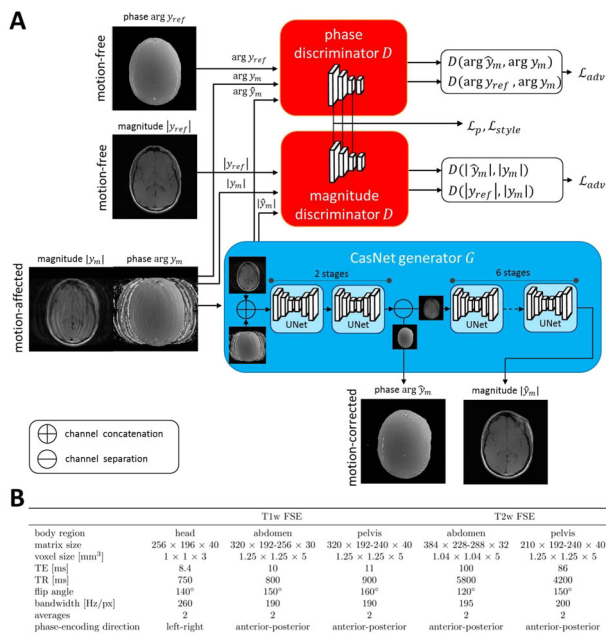 A
phase arg y_ref
motion-free
phase
discriminator D
arg y_ref
arg y_m
arg ŷ_m
D(arg ŷ_m, arg y_m)
D(arg y_ref, arg y_m)
ℒ_adv
ℒ_p, ℒ_style
magnitude |y_ref|
motion-free
|y_ref|
|y_m|
|ŷ_m|
magnitude
discriminator D
D(|ŷ_m|, |y_m|)
D(|y_ref|, |y_m|)
ℒ_adv
magnitude |y_m|
phase arg y_m
motion-affected
CasNet generator G
2 stages
6 stages
UNet
UNet
UNet
UNet
phase arg ŷ_m
magnitude |ŷ_m|
motion-corrected
channel concatenation
channel separation
B
T1w FSE T2w FSE
body region head abdomen pelvis abdomen pelvis
matrix size 256 × 196 × 40 320 × 192-256 × 30 320 × 192-240 × 40 384 × 228-288 × 32 210 × 192-240 × 40
voxel size [mm³] 1 × 1 × 3 1.25 × 1.25 × 5 1.25 × 1.25 × 5 1.04 × 1.04 × 5 1.25 × 1.25 × 5
TE [ms] 8.4 10 11 100 86
TR [ms] 750 800 900 5800 4200
flip angle 140° 150° 160° 120° 150°
bandwidth [Hz/px] 260 190 190 195 200
averages 2 2 2 2 2
phase-encoding direction left-right anterior-posterior anterior-posterior anterior-posterior anterior-posterior